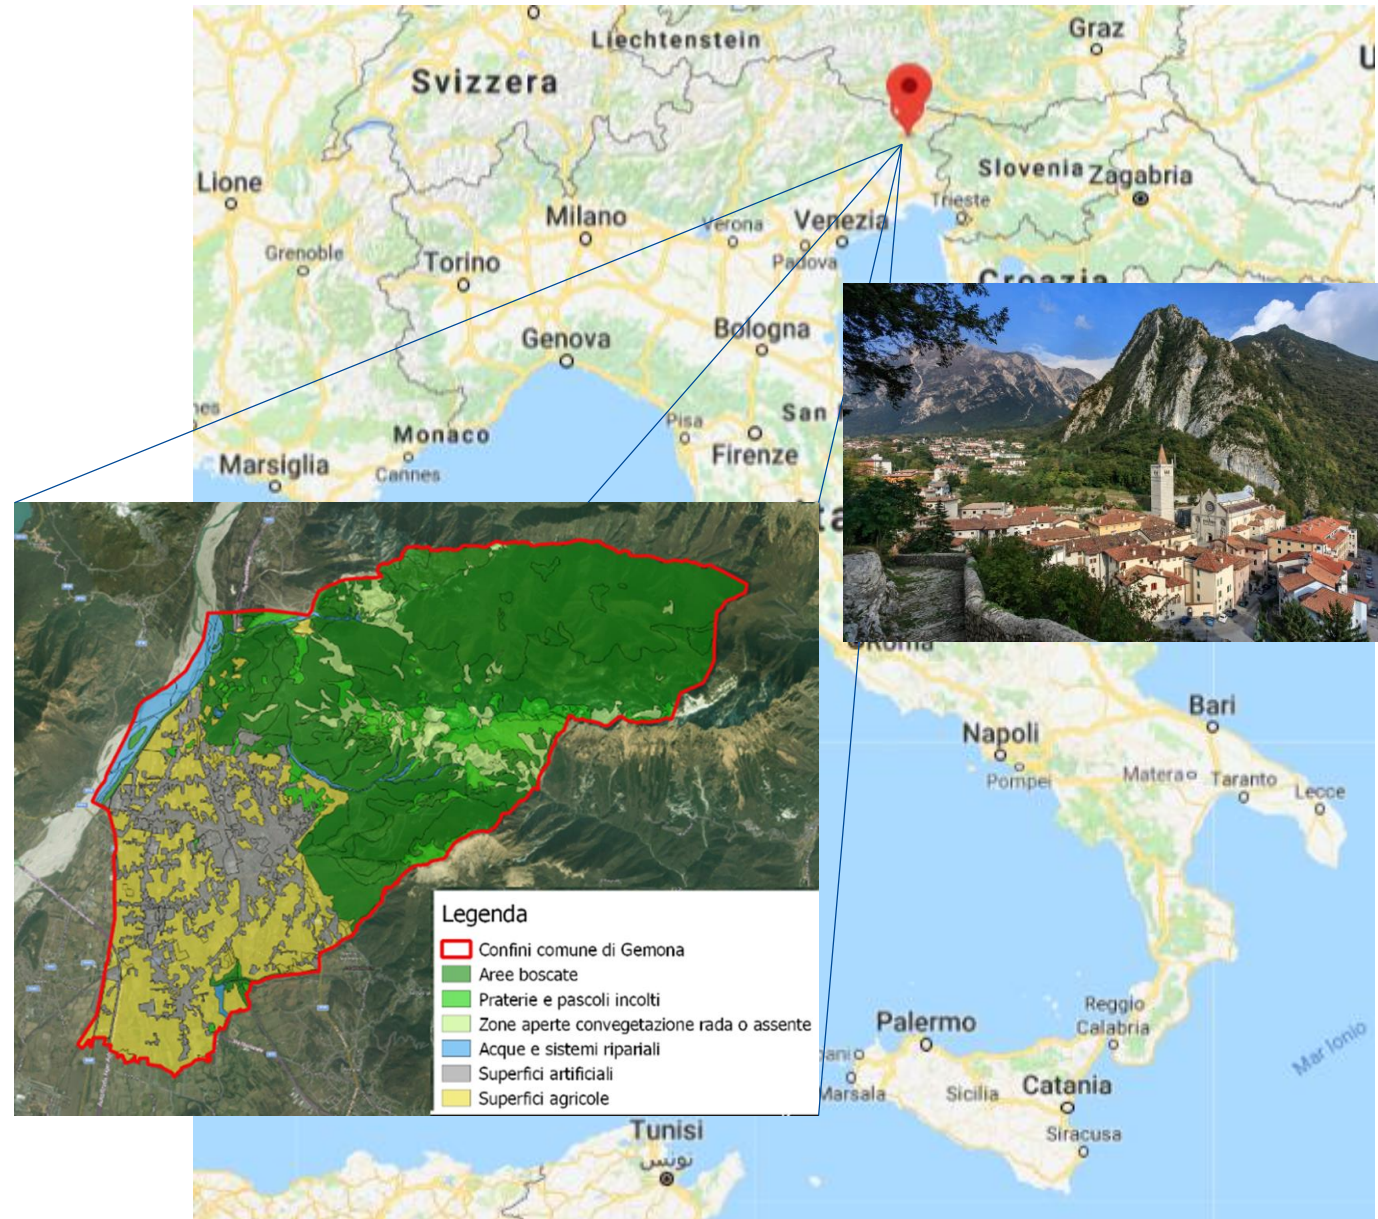 Liechtenstein
Graz
Svizzera
Lione
Slovenia
Zagabria
Milano
Verona
Venezia
Trieste
Grenoble
Padova
Torino
Croazia
Genova
Bologna
San
Pisa
Monaco
Firenze
Marsiglia
Cannes
Roma
Bari
Napoli
Pompei
Matera
Taranto
Lecce
Legenda
Confini comune di Gemona
Aree boscate
Praterie e pascoli incolti
Zone aperte convegetazione rada o assente
Acque e sistemi ripariali
Superfici artificiali
Superfici agricole
Reggio
Calabria
Palermo
Mar Ionio
Marsala
Sicilia
Catania
Siracusa
Tunisi
تونس